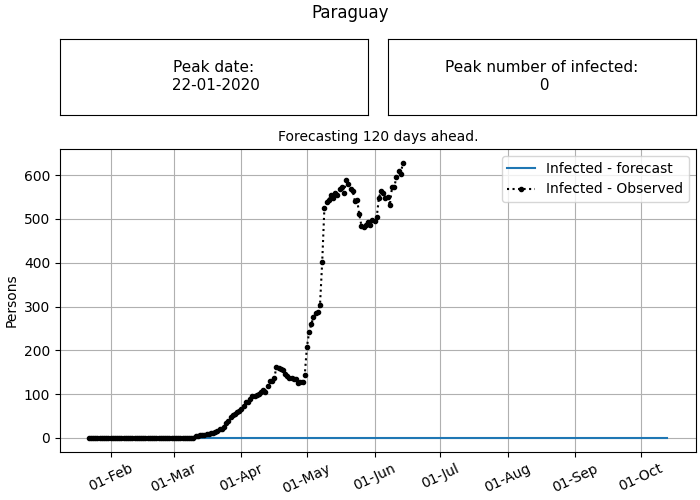 Paraguay
Peak date:
22-01-2020
Peak number of infected:
0
Forecasting 120 days ahead.
Infected - forecast
Infected - Observed
Persons
600
500
400
300
200
100
0
01-Feb
01-Mar
01-Apr
01-May
01-Jun
01-Jul
01-Aug
01-Sep
01-Oct